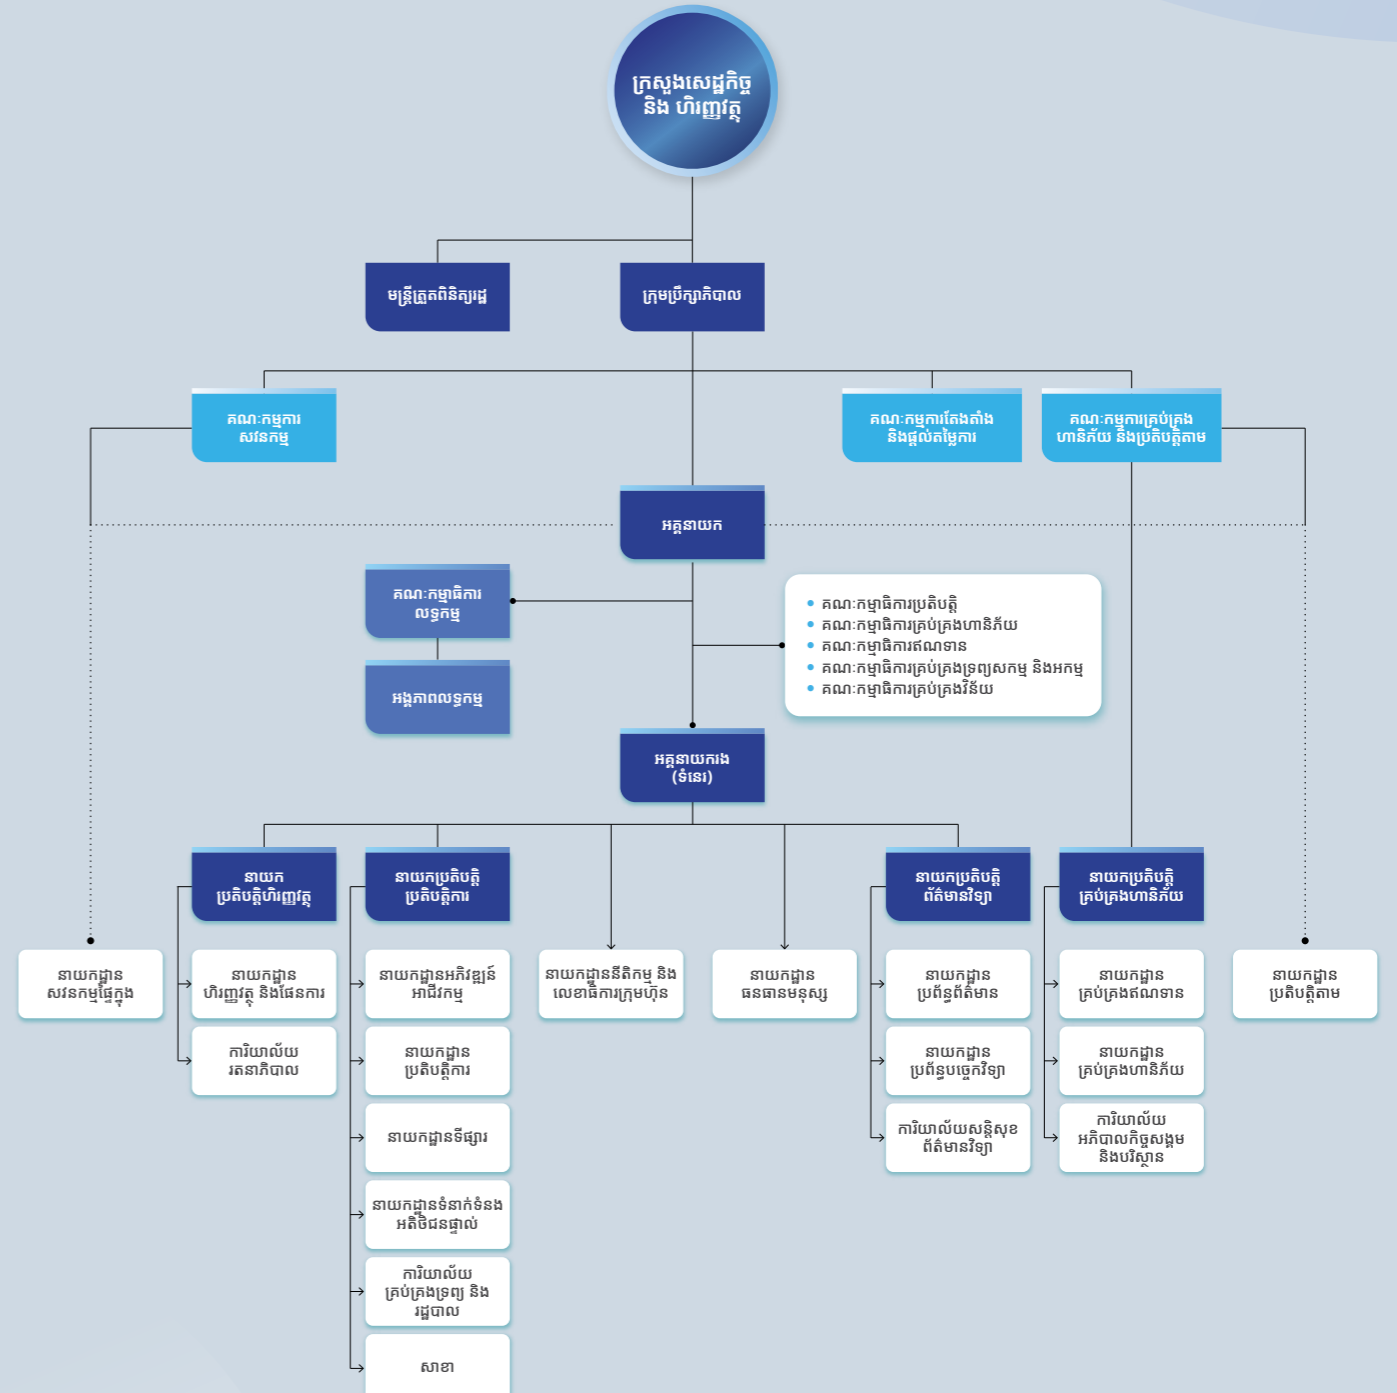 ក្រសួងសេដ្ឋកិច្ច
និង ហិរញ្ញវត្ថុ
មន្ត្រីត្រួតពិនិត្យរដ្ឋ
ក្រុមប្រឹក្សាភិបាល
គណៈកម្មការ
សវនកម្ម
គណៈកម្មការតែងតាំង
និងផ្តល់តម្លៃការ
គណៈកម្មការគ្រប់គ្រង
ហានិភ័យ និងប្រតិបត្តិតាម
អគ្គនាយក
គណៈកម្មាធិការ
លទ្ធកម្ម
អង្គភាពលទ្ធកម្ម
គណៈកម្មាធិការប្រតិបត្តិ
គណៈកម្មាធិការគ្រប់គ្រងហានិភ័យ
គណៈកម្មាធិការឥណទាន
គណៈកម្មាធិការគ្រប់គ្រងទ្រព្យសកម្ម និងអកម្ម
គណៈកម្មាធិការគ្រប់គ្រងវិន័យ
អគ្គនាយករង
(ទំនេរ)
នាយក
ប្រតិបត្តិហិរញ្ញវត្ថុ
នាយកប្រតិបត្តិ
ប្រតិបត្តិការ
នាយកប្រតិបត្តិ
ព័ត៌មានវិទ្យា
នាយកប្រតិបត្តិ
គ្រប់គ្រងហានិភ័យ
នាយកដ្ឋាន
សវនកម្មផ្ទៃក្នុង
នាយកដ្ឋាន
ហិរញ្ញវត្ថុ និងផែនការ
នាយកដ្ឋានអភិវឌ្ឍន៍
អាជីវកម្ម
នាយកដ្ឋាននីតិកម្ម និង
លេខាធិការក្រុមហ៊ុន
នាយកដ្ឋាន
ធនធានមនុស្ស
នាយកដ្ឋាន
ប្រព័ន្ធព័ត៌មាន
នាយកដ្ឋាន
គ្រប់គ្រងឥណទាន
នាយកដ្ឋាន
ប្រតិបត្តិតាម
ការិយាល័យ
រតនាភិបាល
នាយកដ្ឋាន
ប្រតិបត្តិការ
នាយកដ្ឋាន
ប្រព័ន្ធបច្ចេកវិទ្យា
នាយកដ្ឋាន
គ្រប់គ្រងហានិភ័យ
នាយកដ្ឋានទីផ្សារ
ការិយាល័យសន្តិសុខ
ព័ត៌មានវិទ្យា
ការិយាល័យ
អភិបាលកិច្ចសង្គម
និងបរិស្ថាន
នាយកដ្ឋានទំនាក់ទំនង
អតិថិជនផ្ទាល់
ការិយាល័យ
គ្រប់គ្រងទ្រព្យ និង
រដ្ឋបាល
សាខា